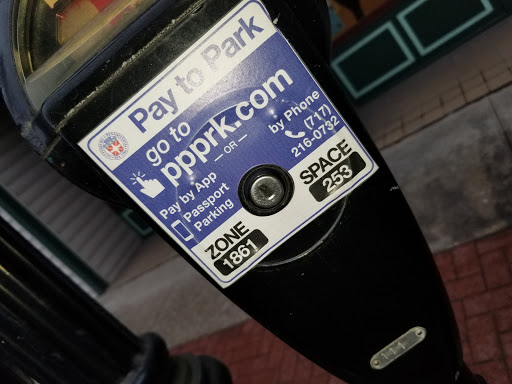 Pay to Park
go to
ppprk.com
— OR —
Pay by App
Passport
Parking
by Phone
(717)
216-0732
ZONE
1861
SPACE
253